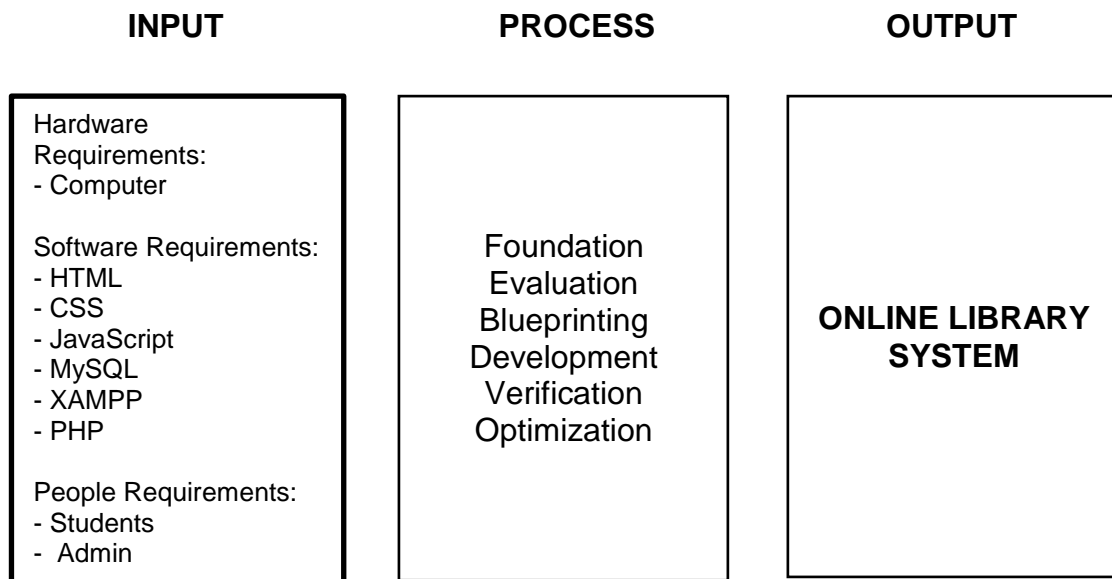 INPUT
PROCESS
OUTPUT
Hardware
Requirements:
- Computer
Software Requirements:
- HTML
- CSS
- JavaScript
- MySQL
- XAMPP
- PHP
People Requirements:
- Students
- Admin
Foundation
Evaluation
Blueprinting
Development
Verification
Optimization
ONLINE LIBRARY
SYSTEM